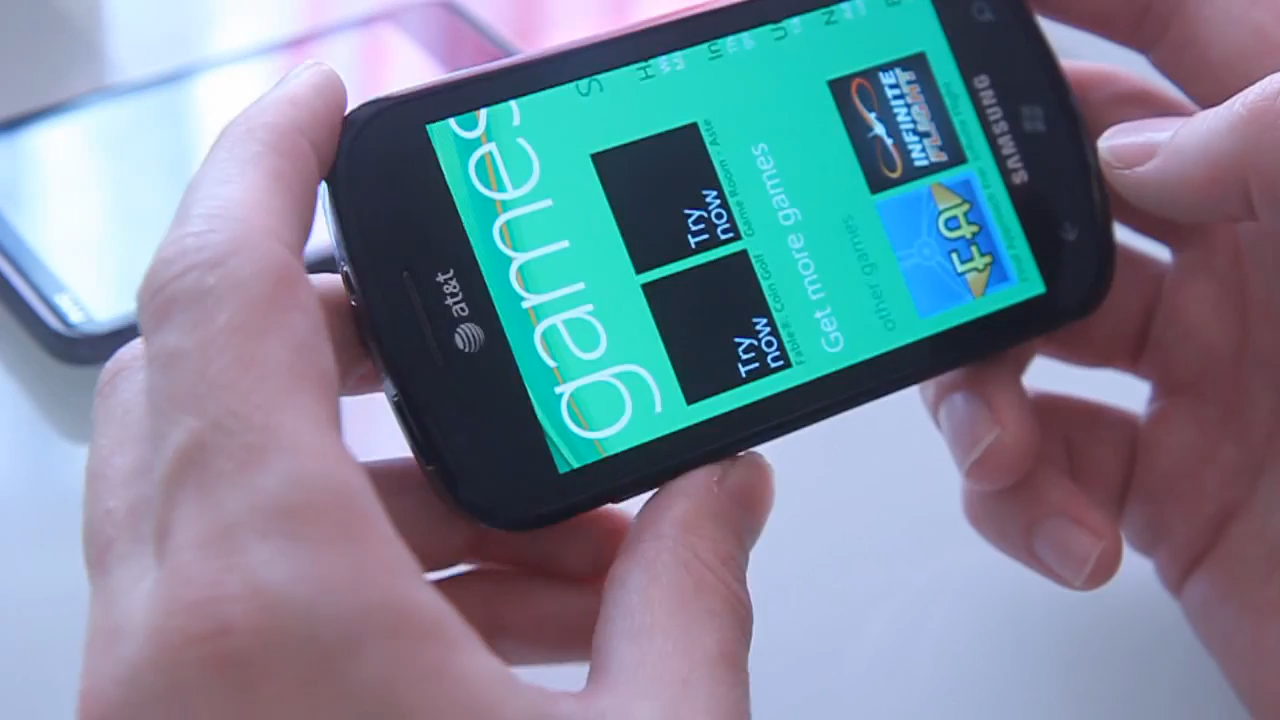 at&t
games
Try
now
Try
now
Fable: Coin Golf
Game Room - Aste
Get more games
other games
INFINITE
FLIGHT
SAMSUNG